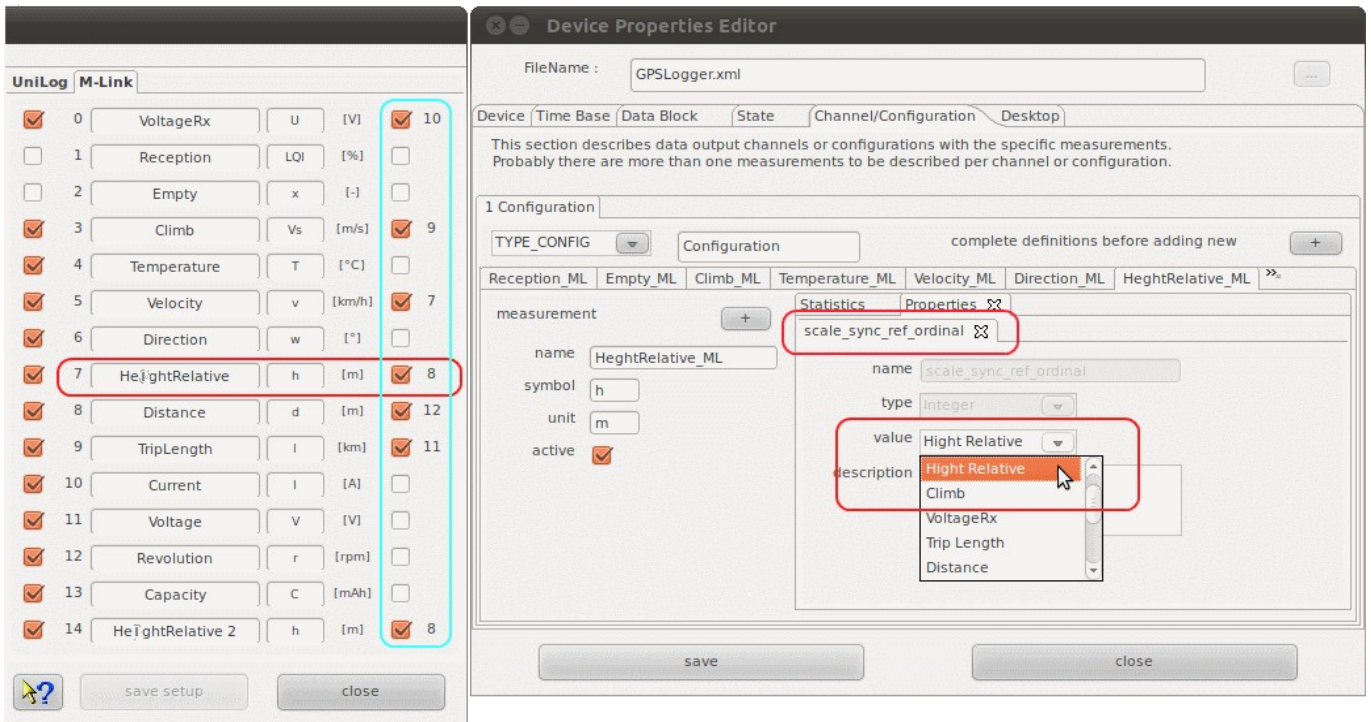 UniLog M-Link
0 VoltageRx U [V] 10
1 Reception LQI [%]
2 Empty x [-]
3 Climb Vs [m/s] 9
4 Temperature T [°C]
5 Velocity v [km/h] 7
6 Direction w [°]
7 HeightRelative h [m] 8
8 Distance d [m] 12
9 TripLength l [km] 11
10 Current I [A]
11 Voltage V [V]
12 Revolution r [rpm]
13 Capacity C [mAh]
14 HeightRelative 2 h [m] 8
? save setup close
Device Properties Editor
FileName : GPSLogger.xml ...
Device Time Base Data Block State Channel/Configuration Desktop
This section describes data output channels or configurations with the specific measurements.
Probably there are more than one measurements to be described per channel or configuration.
1 Configuration
TYPE_CONFIG Configuration complete definitions before adding new +
Reception_ML Empty_ML Climb_ML Temperature_ML Velocity_ML Direction_ML HeghtRelative_ML »
measurement +
name HeghtRelative_ML
symbol h
unit m
active
Statistics Properties
scale_sync_ref_ordinal
name scale_sync_ref_ordinal
type Integer
value Hight Relative
description
Hight Relative
Climb
VoltageRx
Trip Length
Distance
save close